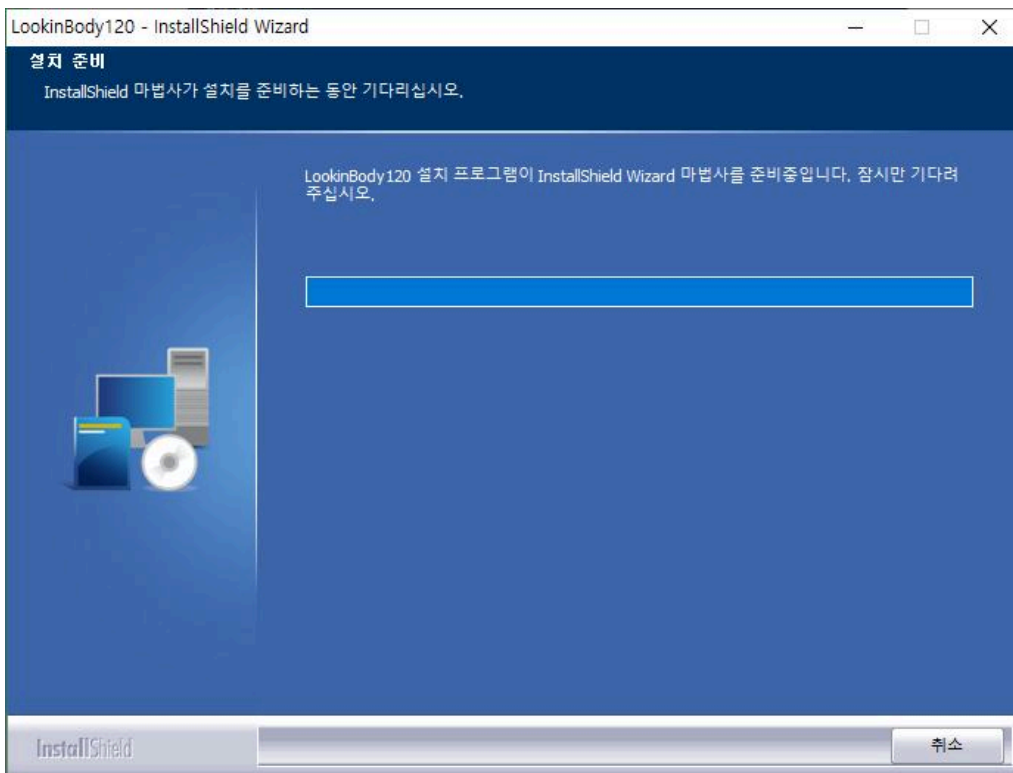 LookinBody120 - InstallShield Wizard
설치 준비
InstallShield 마법사가 설치를 준비하는 동안 기다리십시오.
LookinBody120 설치 프로그램이 InstallShield Wizard 마법사를 준비중입니다. 잠시만 기다려
주십시오.
InstallShield
취소